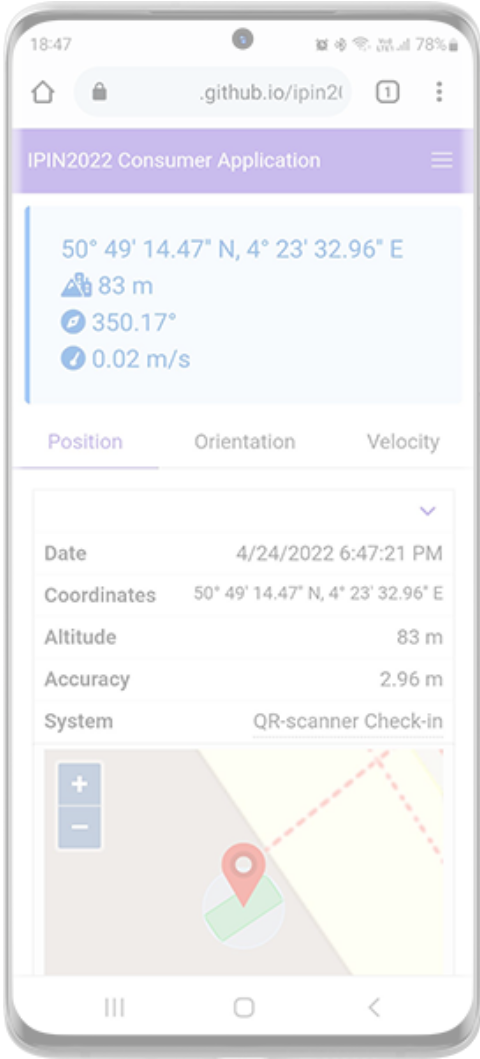 18:47
78%
.github.io/ipin20
1
IPIN2022 Consumer Application
50° 49' 14.47" N, 4° 23' 32.96" E
83 m
350.17°
0.02 m/s
Position Orientation Velocity
Date 4/24/2022 6:47:21 PM
Coordinates 50° 49' 14.47" N, 4° 23' 32.96" E
Altitude 83 m
Accuracy 2.96 m
System QR-scanner Check-in
+
−